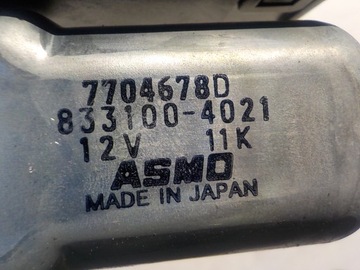 7704678D
833100-4021
12V 11K
ASMO
MADE IN JAPAN